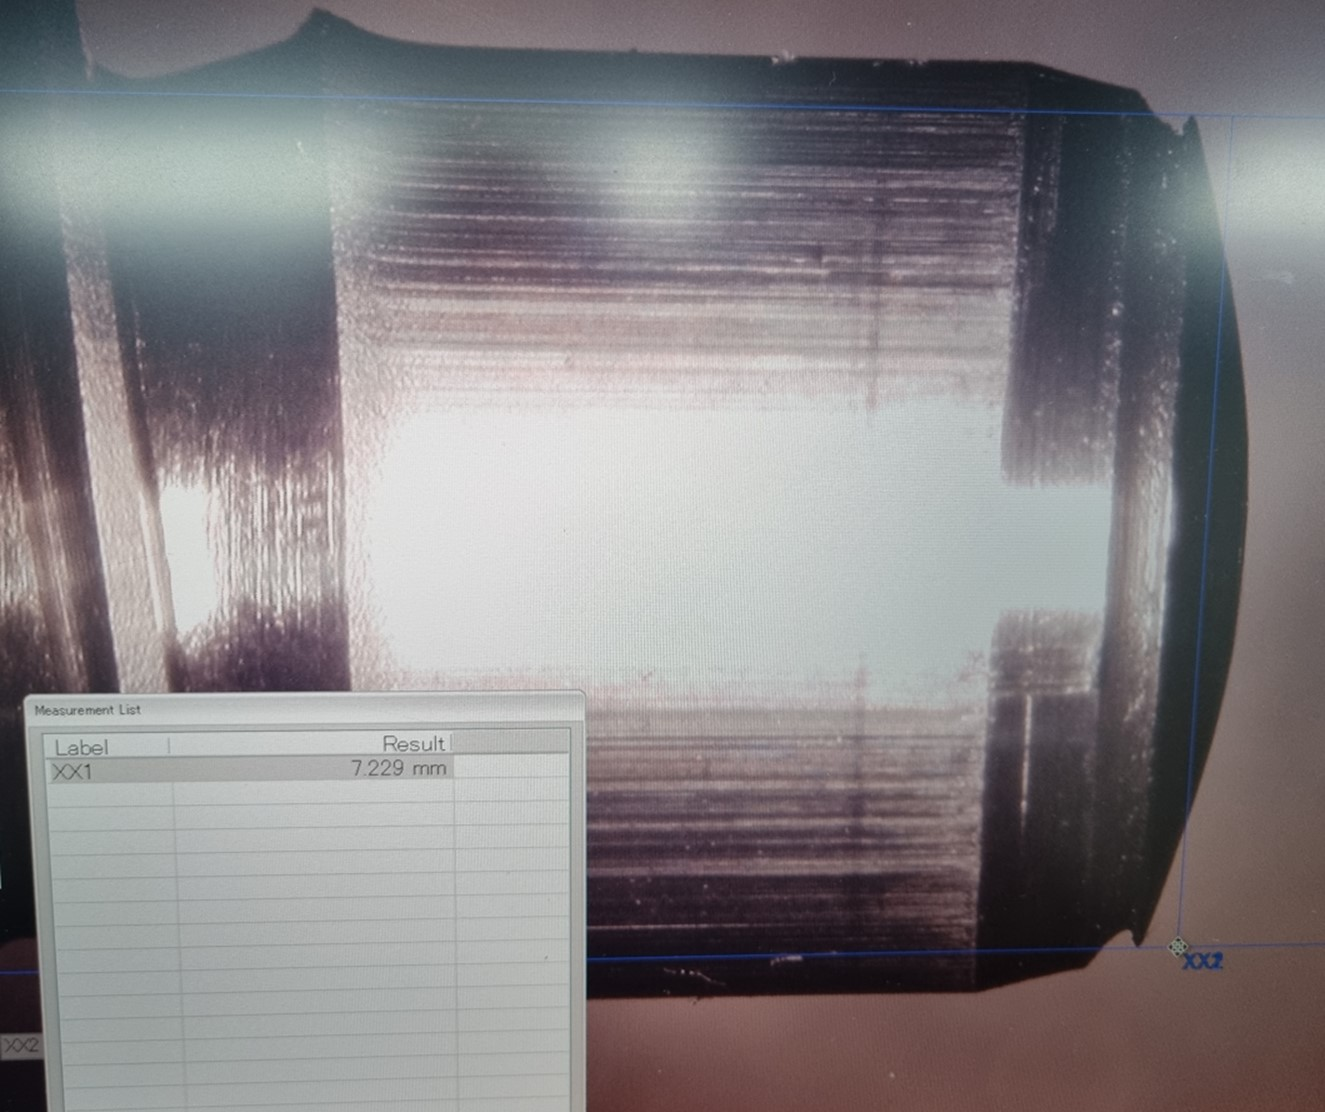 Measurement List
Label Result
XX1 7.229 mm
XX2
XX2